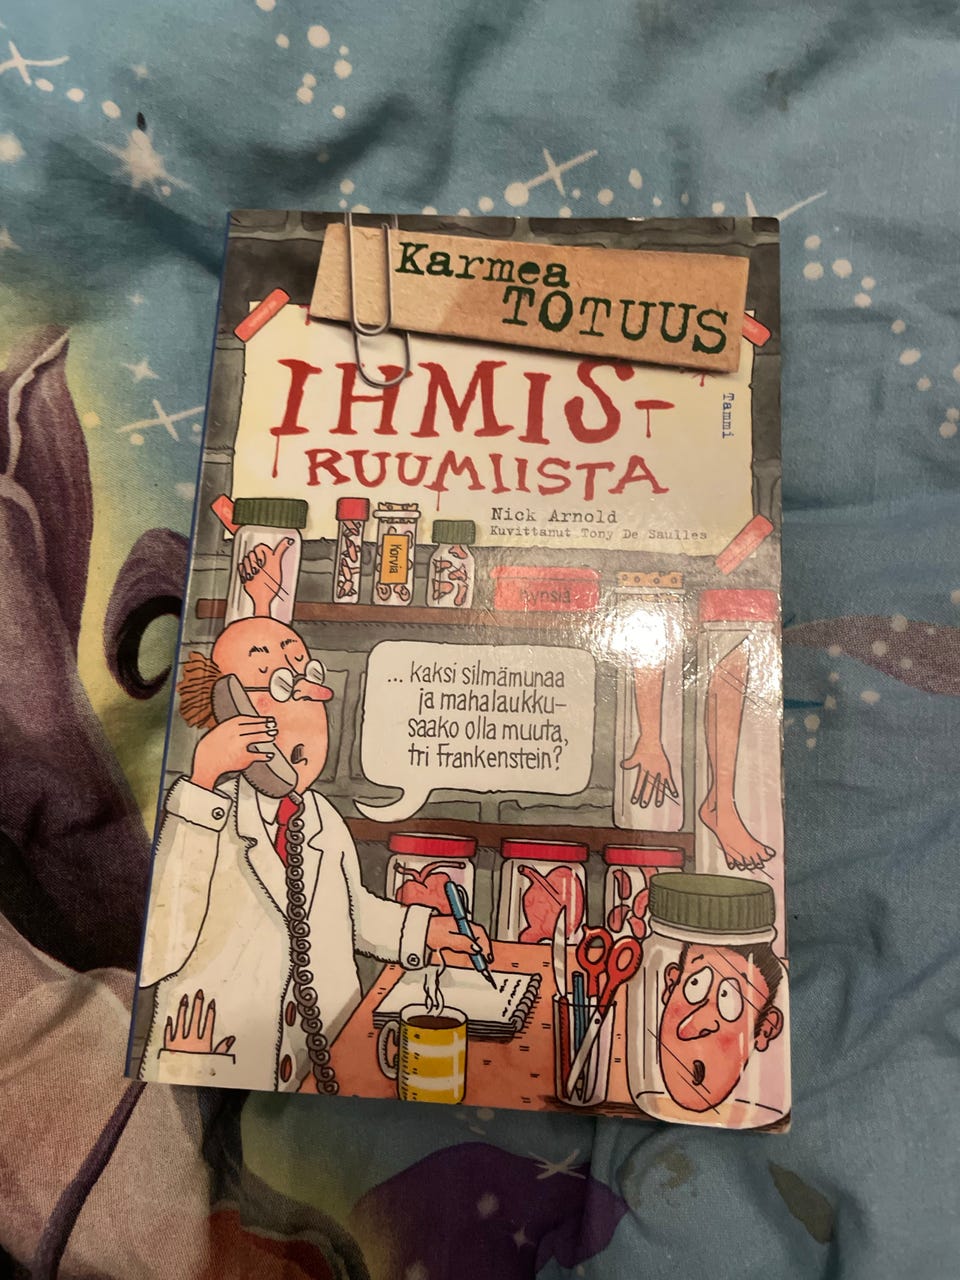 Karmea
TOTUUS
IHMIS-
RUUMIISTA
Tammi
Nick Arnold
Kuvittanut Tony De Saulles
Korvia
... kaksi silmämunaa
ja mahalaukku-
saako olla muuta,
tri Frankenstein?